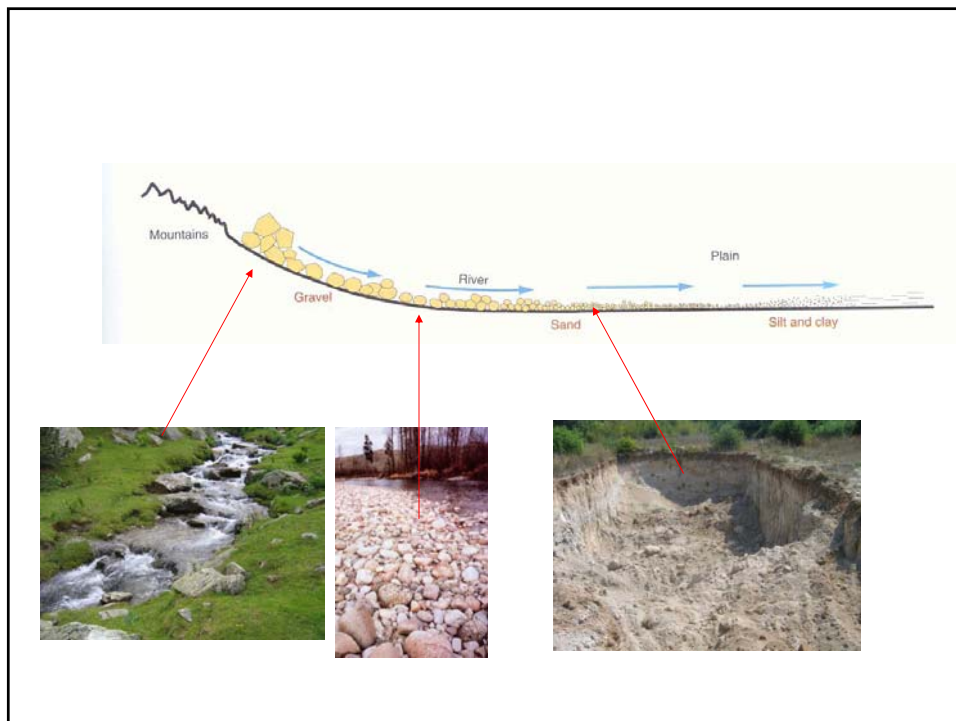 Mountains
Plain
River
Gravel
Sand
Silt and clay